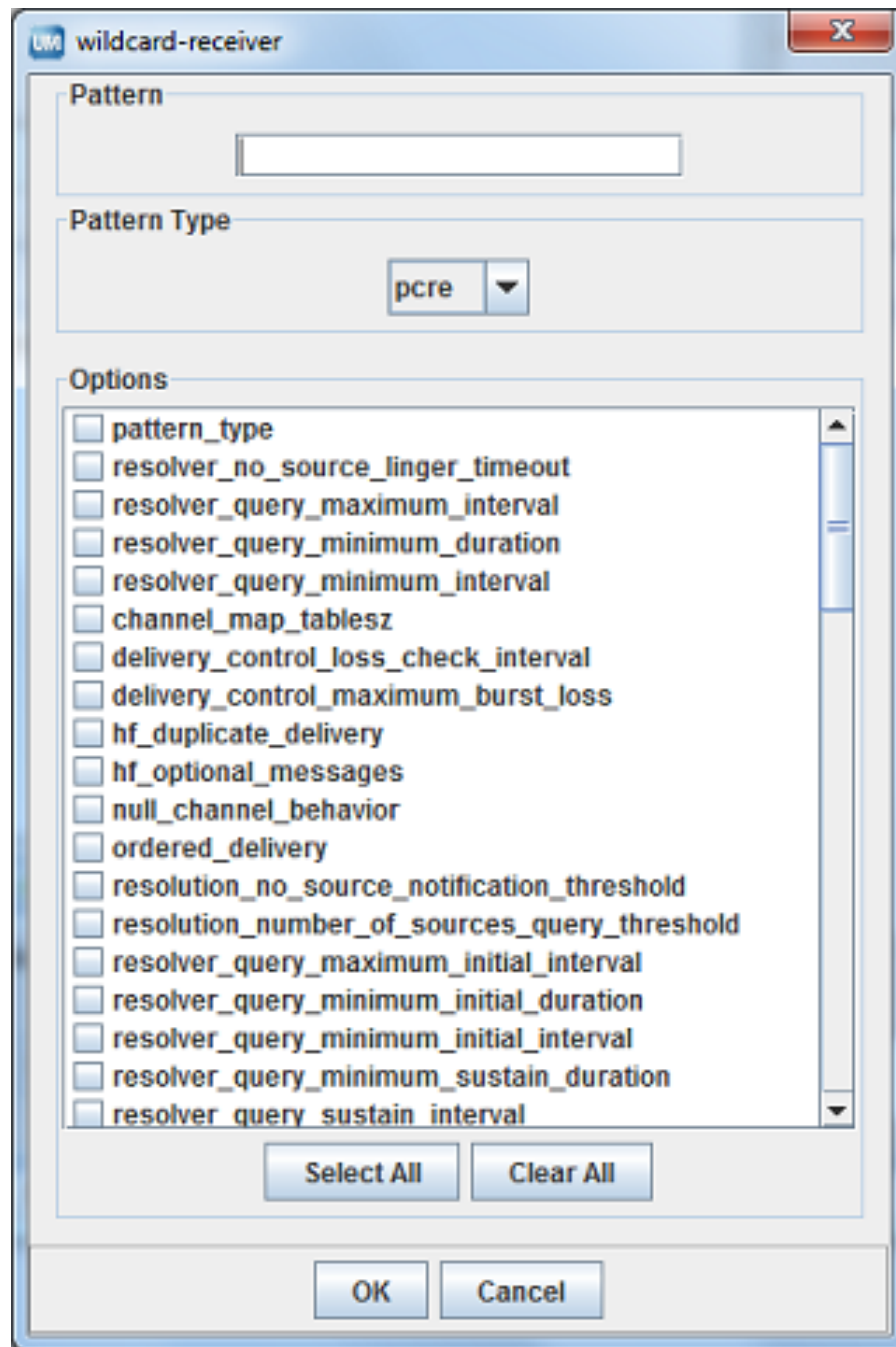 UM wildcard-receiver
Pattern
Pattern Type
pcre
Options
pattern_type
resolver_no_source_linger_timeout
resolver_query_maximum_interval
resolver_query_minimum_duration
resolver_query_minimum_interval
channel_map_tablesz
delivery_control_loss_check_interval
delivery_control_maximum_burst_loss
hf_duplicate_delivery
hf_optional_messages
null_channel_behavior
ordered_delivery
resolution_no_source_notification_threshold
resolution_number_of_sources_query_threshold
resolver_query_maximum_initial_interval
resolver_query_minimum_initial_duration
resolver_query_minimum_initial_interval
resolver_query_minimum_sustain_duration
resolver_query_sustain_interval
Select All Clear All
OK Cancel